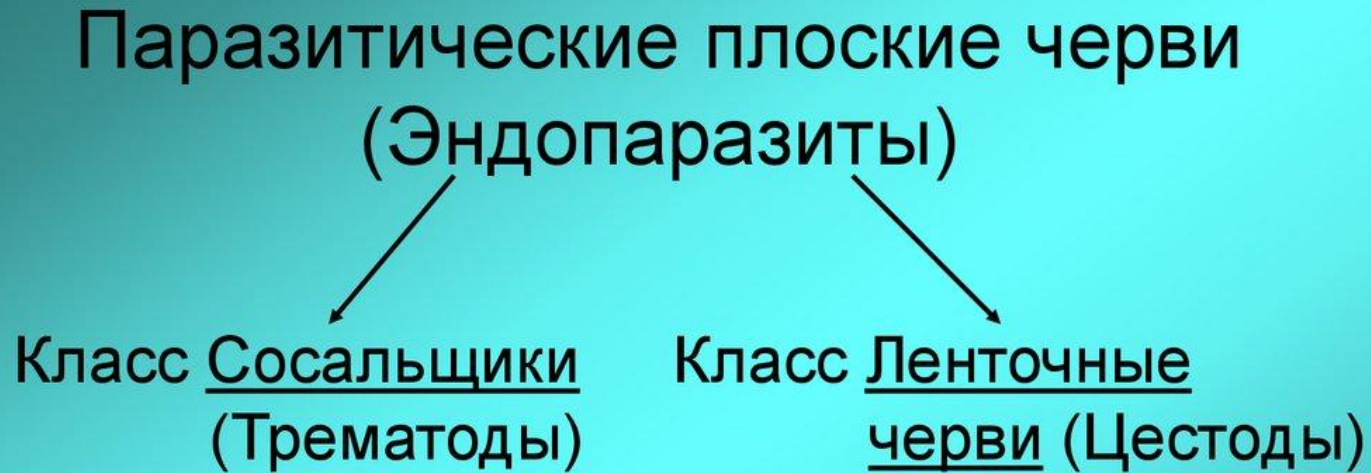 Паразитические плоские черви
(Эндопаразиты)
Класс Сосальщики
(Трематоды)
Класс Ленточные
черви (Цестоды)